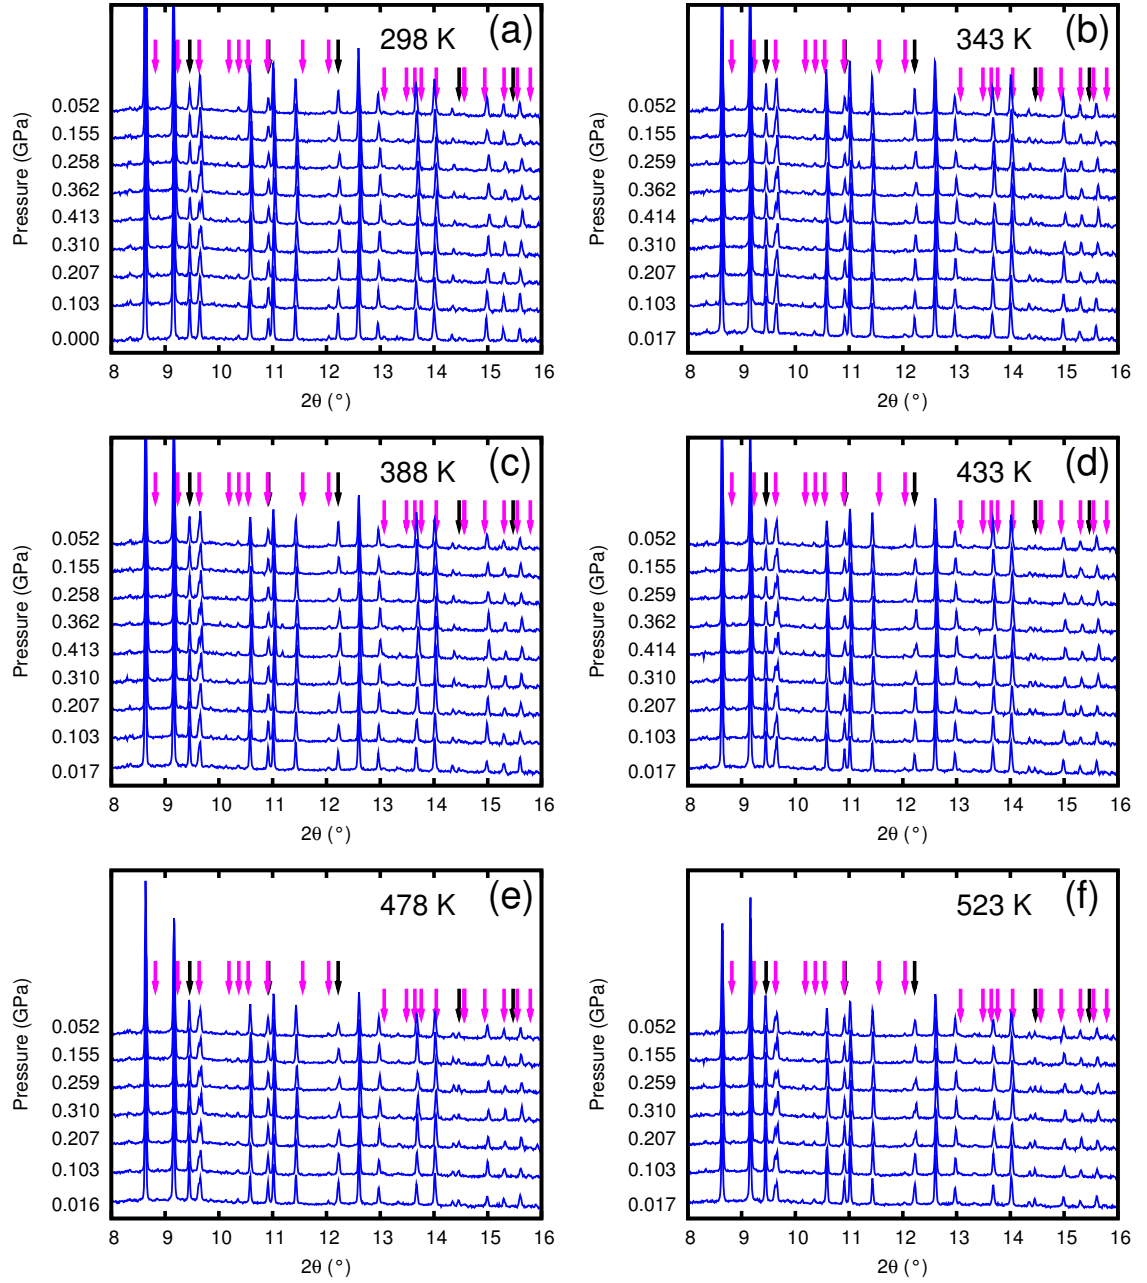 298 K
(a)
Pressure (GPa)
0.052
0.155
0.258
0.362
0.413
0.310
0.207
0.103
0.000
8 9 10 11 12 13 14 15 16
2θ (°)
343 K
(b)
Pressure (GPa)
0.052
0.155
0.259
0.362
0.414
0.310
0.207
0.103
0.017
8 9 10 11 12 13 14 15 16
2θ (°)
388 K
(c)
Pressure (GPa)
0.052
0.155
0.258
0.362
0.413
0.310
0.207
0.103
0.017
8 9 10 11 12 13 14 15 16
2θ (°)
433 K
(d)
Pressure (GPa)
0.052
0.155
0.259
0.362
0.414
0.310
0.207
0.103
0.017
8 9 10 11 12 13 14 15 16
2θ (°)
478 K
(e)
Pressure (GPa)
0.052
0.155
0.259
0.310
0.207
0.103
0.016
8 9 10 11 12 13 14 15 16
2θ (°)
523 K
(f)
Pressure (GPa)
0.052
0.155
0.259
0.310
0.207
0.103
0.017
8 9 10 11 12 13 14 15 16
2θ (°)